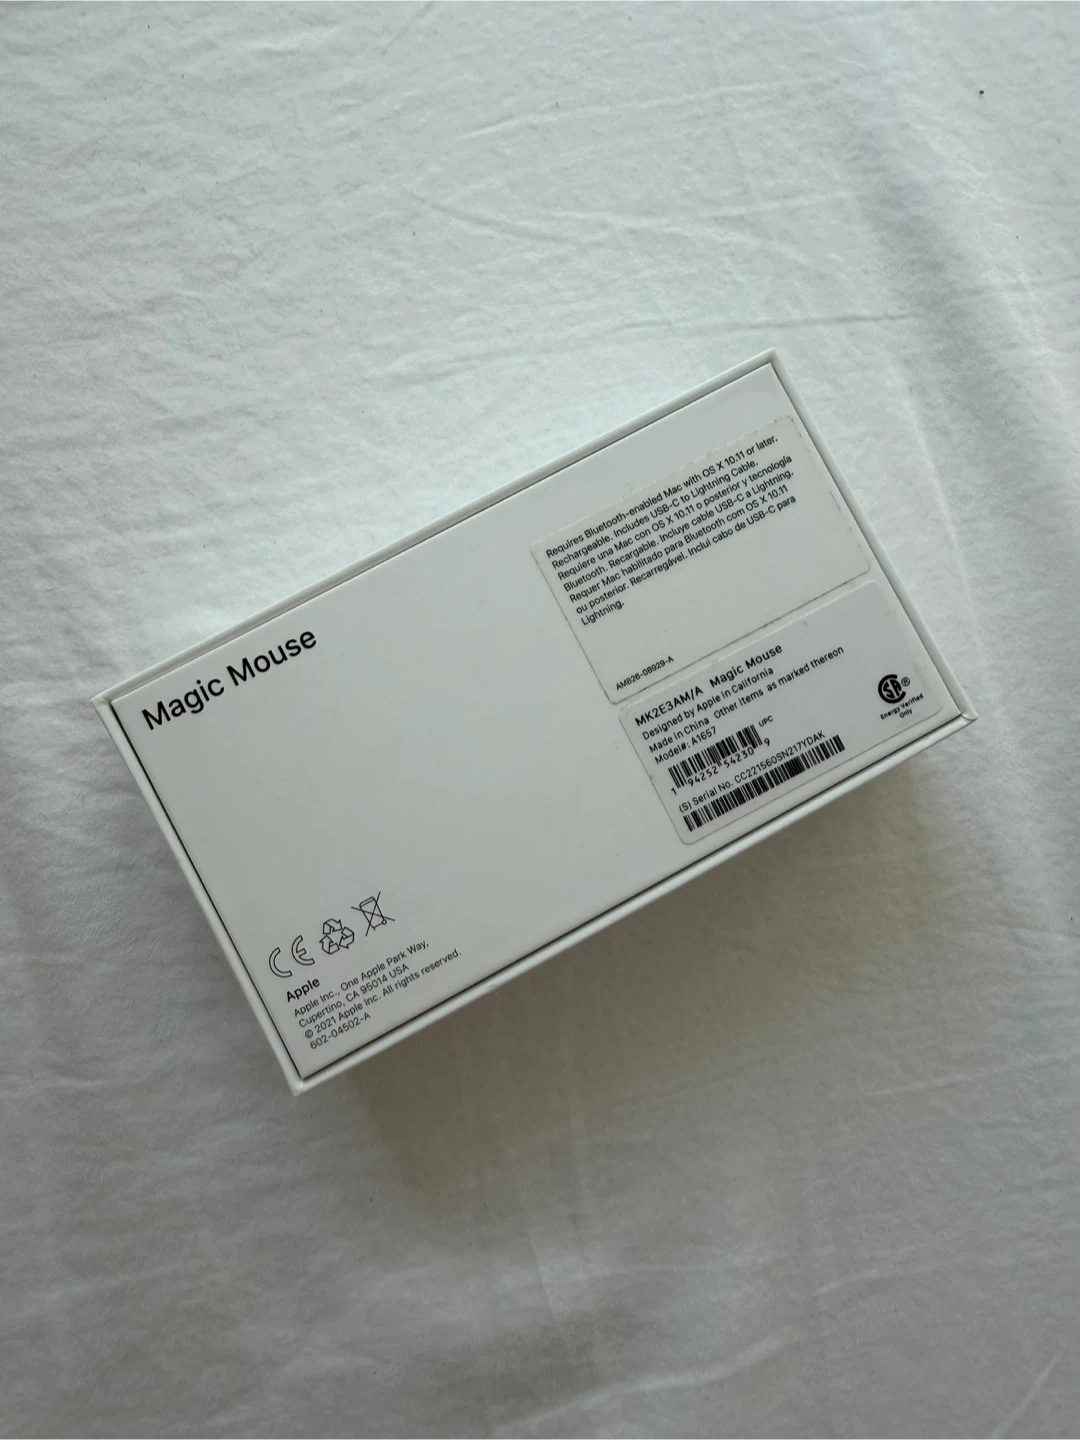 Magic Mouse
Requires Bluetooth-enabled Mac with OS X 10.11 or later.
Rechargeable. Includes USB-C to Lightning Cable.
Requiere una Mac con OS X 10.11 o posterior y tecnología
Bluetooth. Recargable. Incluye cable USB-C a Lightning.
Requer Mac habilitado para Bluetooth com OS X 10.11
ou posterior. Recarregável. Inclui cabo de USB-C para
Lightning.
AMB26-08929-A
MK2E3AM/A Magic Mouse
Designed by Apple in California
Made in China Other items as marked thereon
Model#: A1657
UPC
1 94252 54230 9
(S) Serial No. CC221560SN217YDAK
SA®
Energy Verified
Only
CE
Apple
Apple Inc., One Apple Park Way,
Cupertino, CA 95014 USA
© 2021 Apple Inc. All rights reserved.
602-04502-A